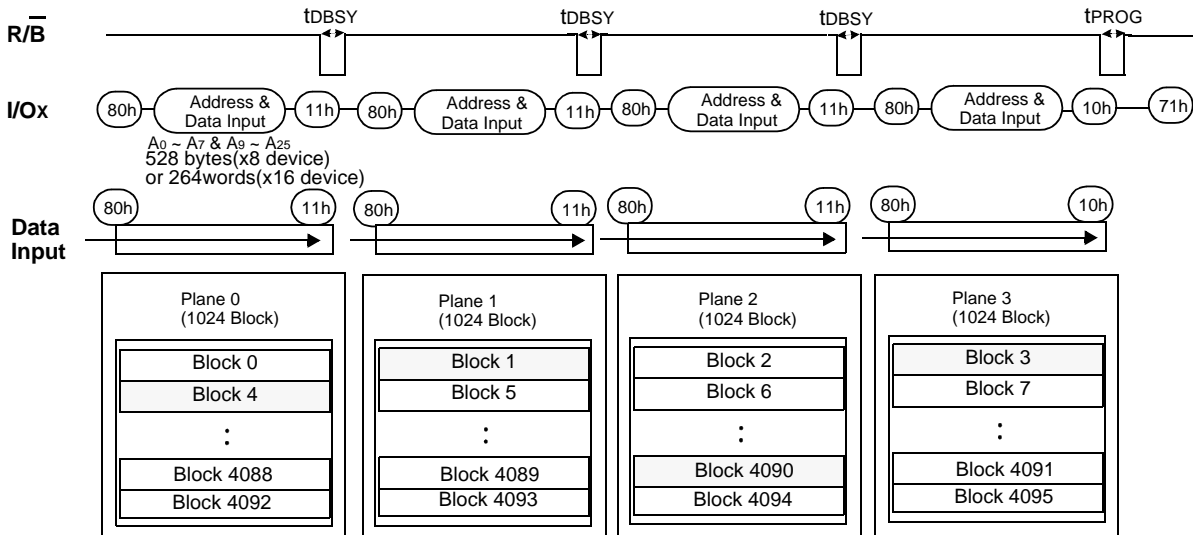 R/B̅ tDBSY tDBSY tDBSY tPROG
I/Ox 80h Address & Data Input 11h 80h Address & Data Input 11h 80h Address & Data Input 11h 80h Address & Data Input 10h 71h
A0 ~ A7 & A9 ~ A25
528 bytes(x8 device)
or 264words(x16 device)
Data Input 80h 11h 80h 11h 80h 11h 80h 10h
Plane 0
(1024 Block)
Block 0
Block 4
:
Block 4088
Block 4092
Plane 1
(1024 Block)
Block 1
Block 5
:
Block 4089
Block 4093
Plane 2
(1024 Block)
Block 2
Block 6
:
Block 4090
Block 4094
Plane 3
(1024 Block)
Block 3
Block 7
:
Block 4091
Block 4095